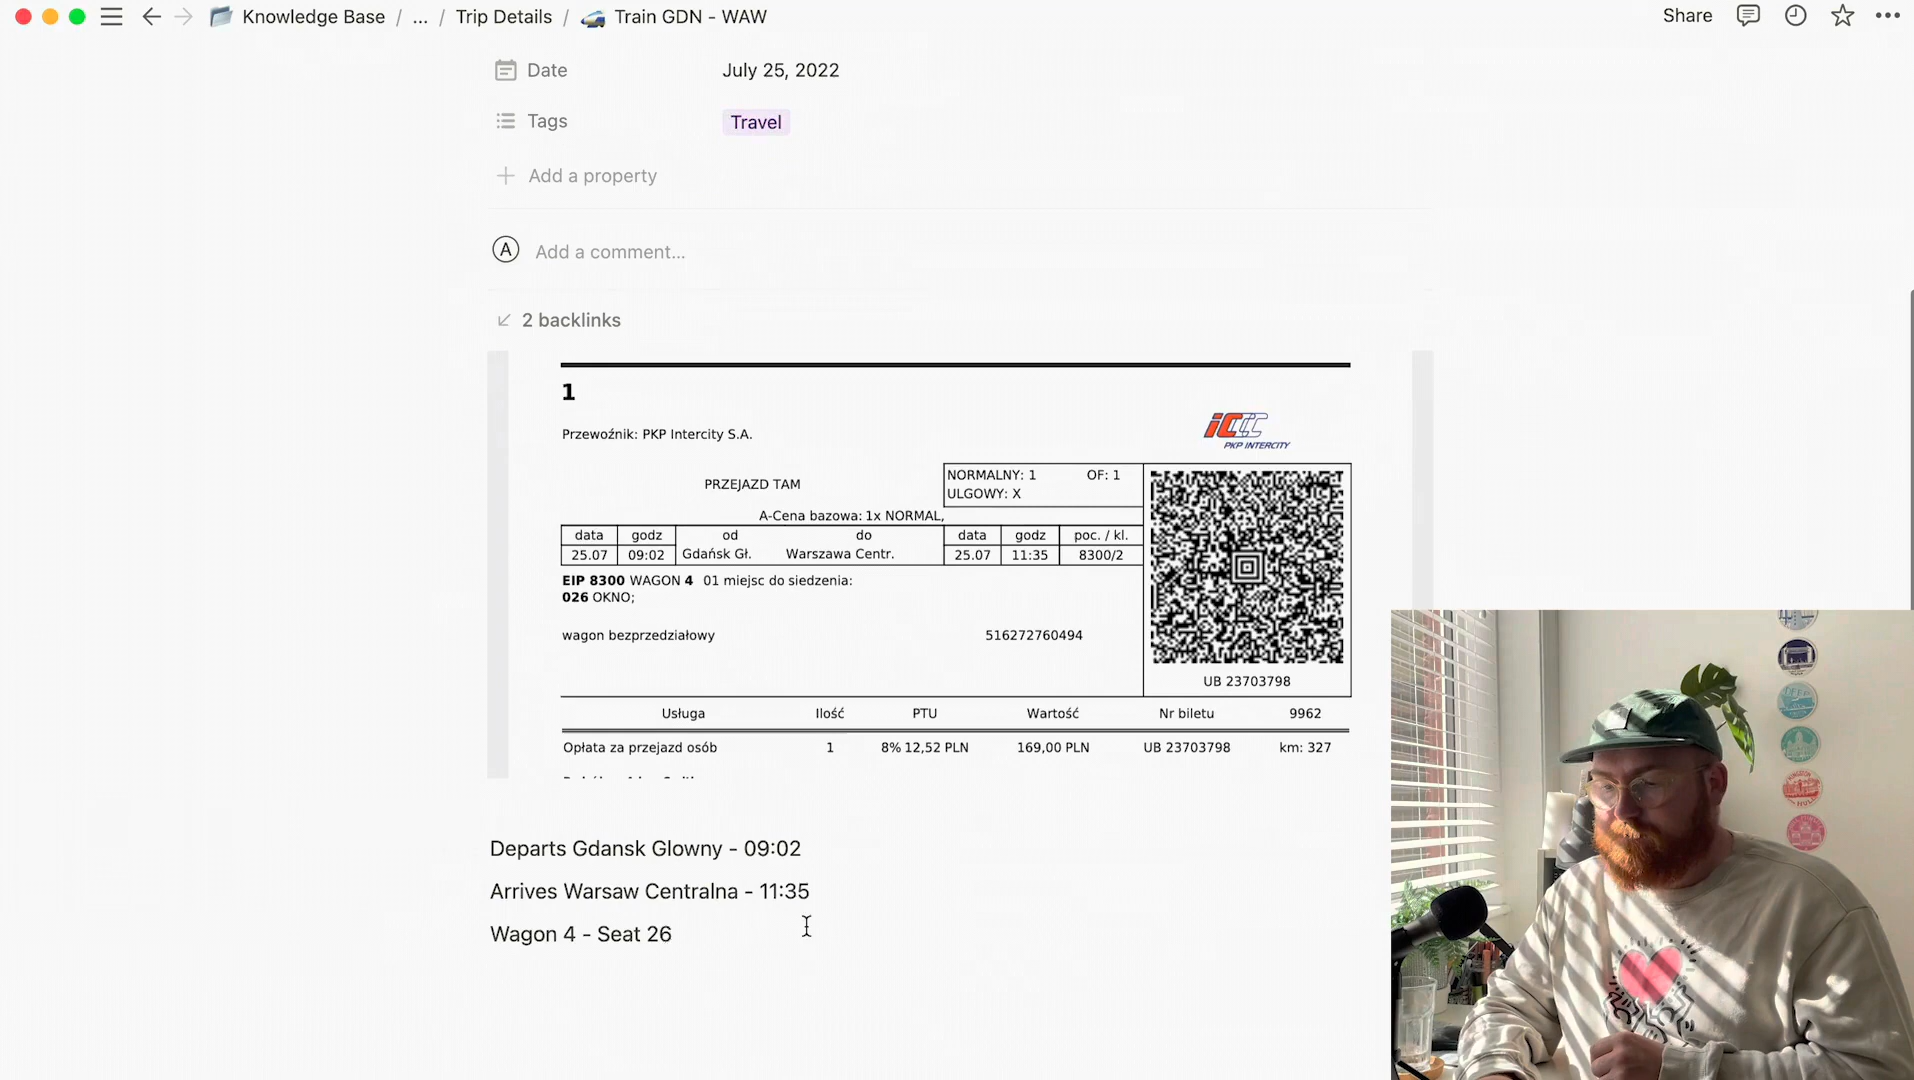 Knowledge Base / ... / Trip Details / Train GDN - WAW
Share
Date July 25, 2022
Tags Travel
Add a property
A Add a comment...
2 backlinks
1
Przewoźnik: PKP Intercity S.A.
PKP INTERCITY
PRZEJAZD TAM
NORMALNY: 1 OF: 1
ULGOWY: X
A-Cena bazowa: 1x NORMAL,
data godz od do data godz poc. / kl.
25.07 09:02 Gdańsk Gł. Warszawa Centr. 25.07 11:35 8300/2
EIP 8300 WAGON 4 01 miejsc do siedzenia:
026 OKNO;
wagon bezprzedziałowy 516272760494
UB 23703798
Usługa Ilość PTU Wartość Nr biletu 9962
Opłata za przejazd osób 1 8% 12,52 PLN 169,00 PLN UB 23703798 km: 327
Departs Gdansk Glowny - 09:02
Arrives Warsaw Centralna - 11:35
Wagon 4 - Seat 26